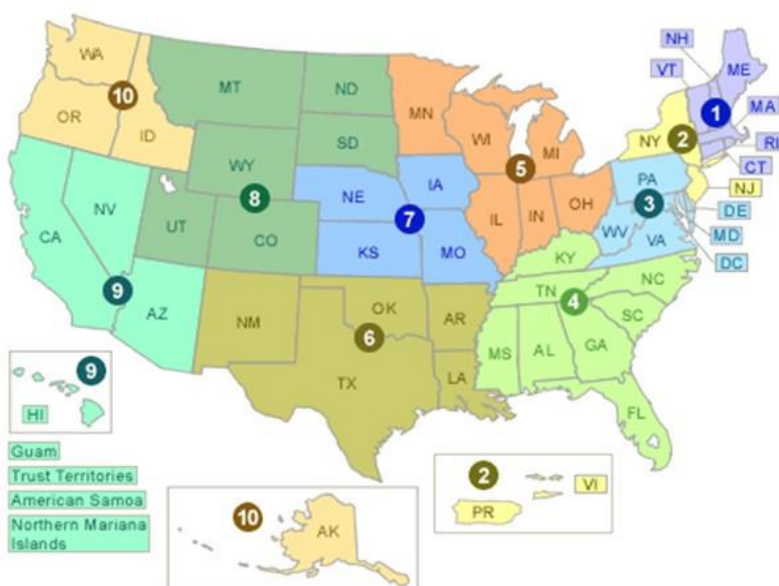 NH
VT
ME
WA
MT
ND
MN
MA
10
1
OR
ID
WI
MI
NY
2
RI
SD
CT
WY
5
PA
NJ
IA
NE
3
DE
NV
8
IL
IN
OH
UT
7
WV
MD
CA
CO
VA
KS
MO
DC
KY
NC
9
TN
4
OK
AZ
NM
AR
SC
6
MS
AL
GA
9
TX
LA
HI
FL
Guam
Trust Territories
2
VI
American Samoa
10
PR
Northern Mariana
Islands
AK